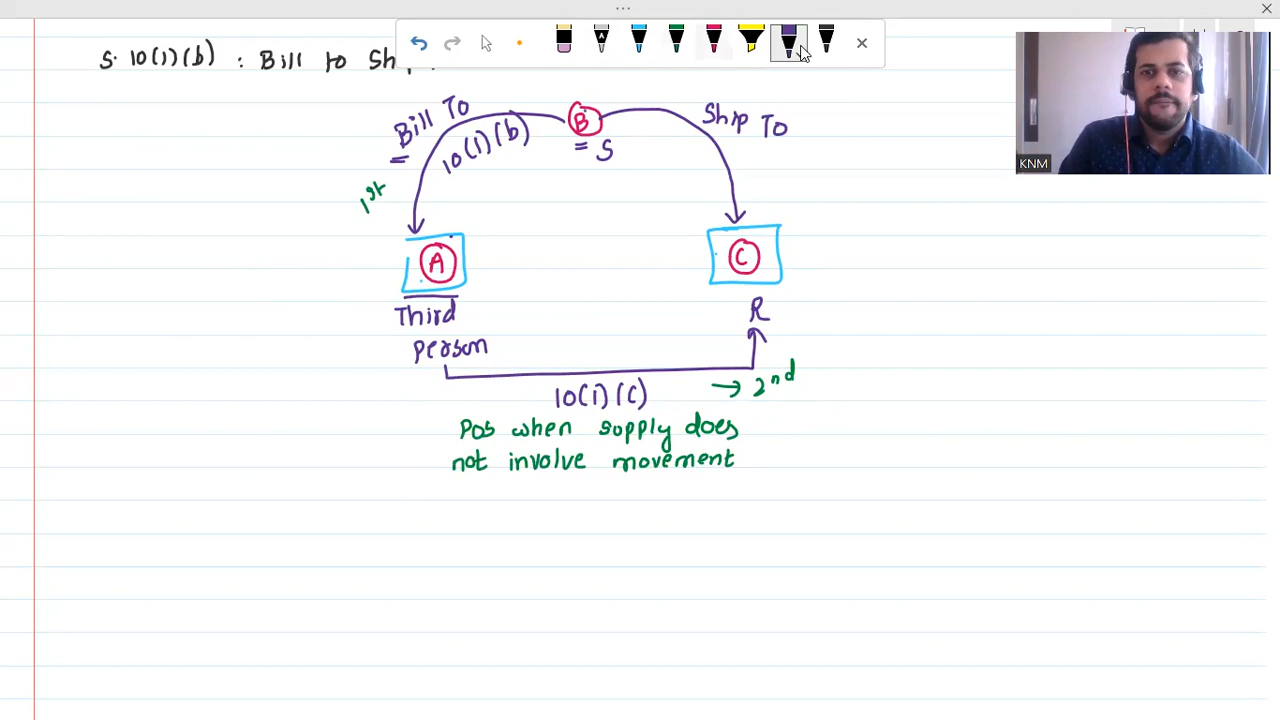 S. 10(1)(b) : Bill to Sh
Bill To
10(1)(b)
B
= S
Ship To
1st
A
C
Third
Person
R
10(1)(c)
→ 2nd
Pos when supply does
not involve movement
KNM